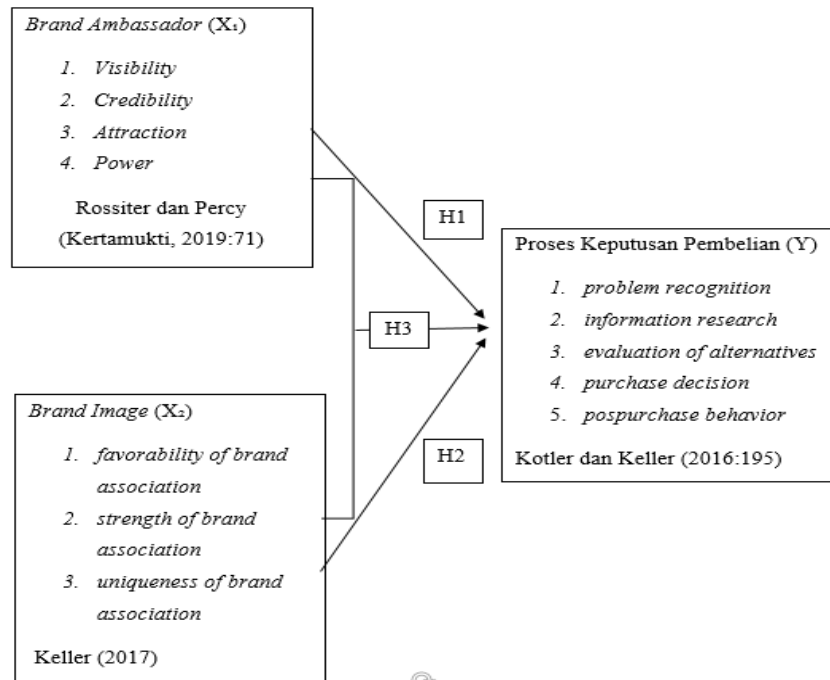 Brand Ambassador (X₁)
1. Visibility
2. Credibility
3. Attraction
4. Power
Rossiter dan Percy
(Kertamukti, 2019:71)
H1
Proses Keputusan Pembelian (Y)
1. problem recognition
2. information research
3. evaluation of alternatives
4. purchase decision
5. pospurchase behavior
Kotler dan Keller (2016:195)
H3
Brand Image (X₂)
1. favorability of brand
association
2. strength of brand
association
3. uniqueness of brand
association
Keller (2017)
H2